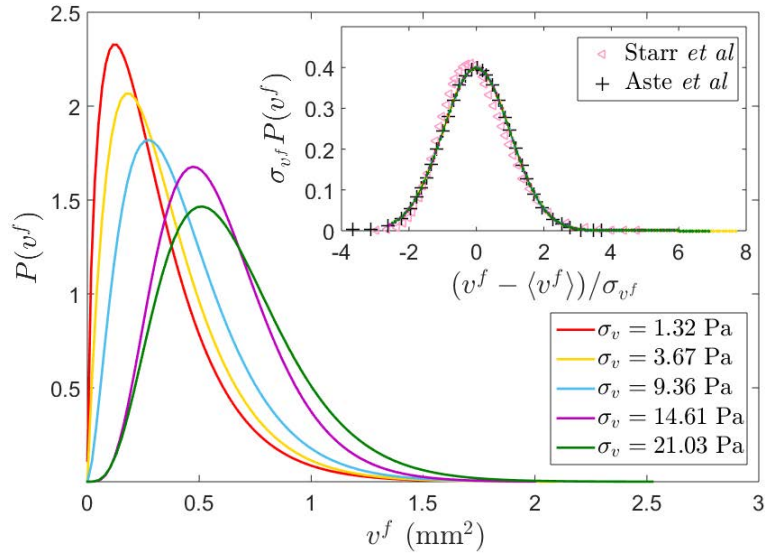 2.5
2
1.5
1
0.5
P(v^f)
0
0.5
1
1.5
2
2.5
3
v^f (mm²)
0.4
0.3
0.2
0.1
0
σ_{v^f}P(v^f)
-4
-2
0
2
4
6
8
(v^f − ⟨v^f⟩)/σ_{v^f}
Starr et al
Aste et al
σ_v = 1.32 Pa
σ_v = 3.67 Pa
σ_v = 9.36 Pa
σ_v = 14.61 Pa
σ_v = 21.03 Pa